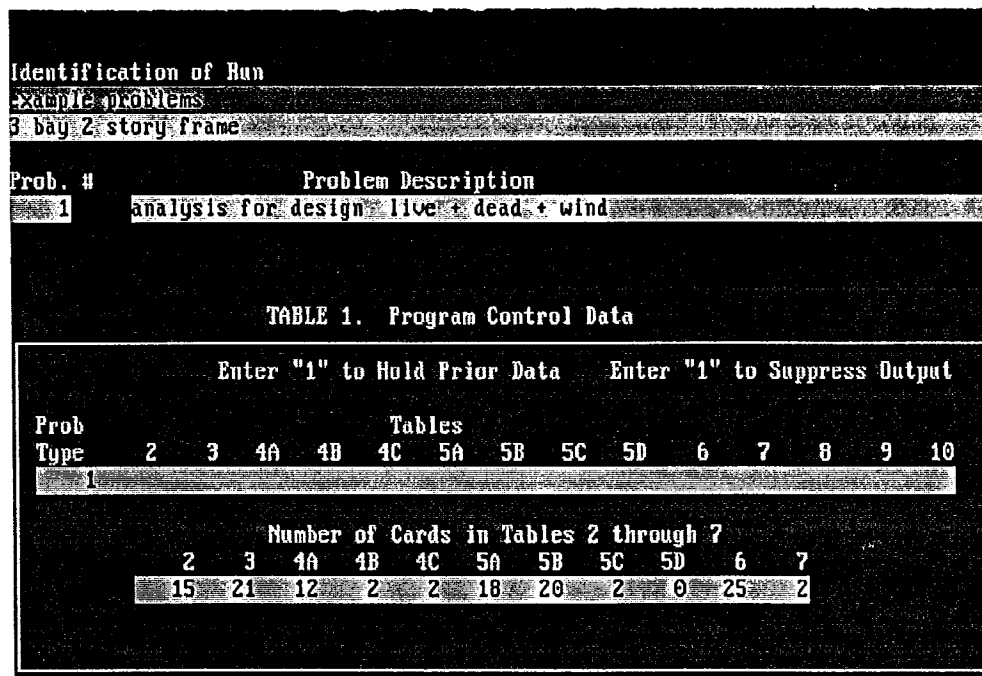 Identification of Run
example problems
3 bay 2 story frame
Prob. # Problem Description
1 analysis for design- live + dead + wind
TABLE 1. Program Control Data
Enter "1" to Hold Prior Data Enter "1" to Suppress Output
Prob Tables
Type 2 3 4A 4B 4C 5A 5B 5C 5D 6 7 8 9 10
1
Number of Cards in Tables 2 through 7
2 3 4A 4B 4C 5A 5B 5C 5D 6 7
15 21 12 2 2 18 20 2 0 25 2